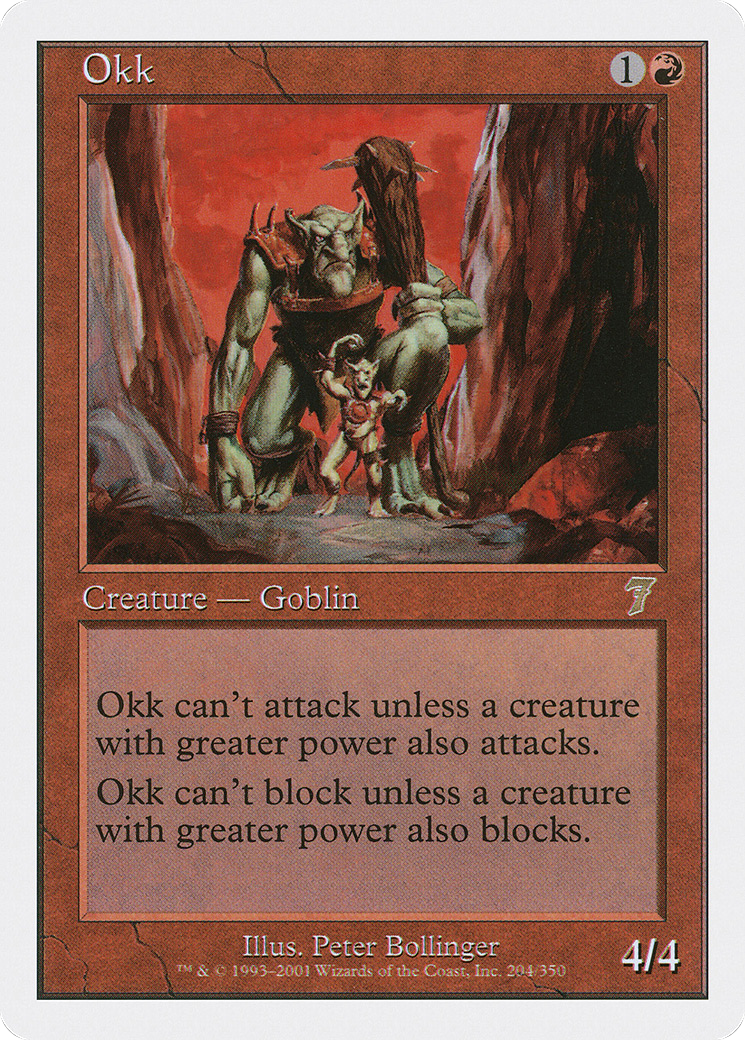 Okk 1
Creature — Goblin
7
Okk can't attack unless a creature
with greater power also attacks.
Okk can't block unless a creature
with greater power also blocks.
Illus. Peter Bollinger
™ & © 1993–2001 Wizards of the Coast, Inc. 204/350
4/4